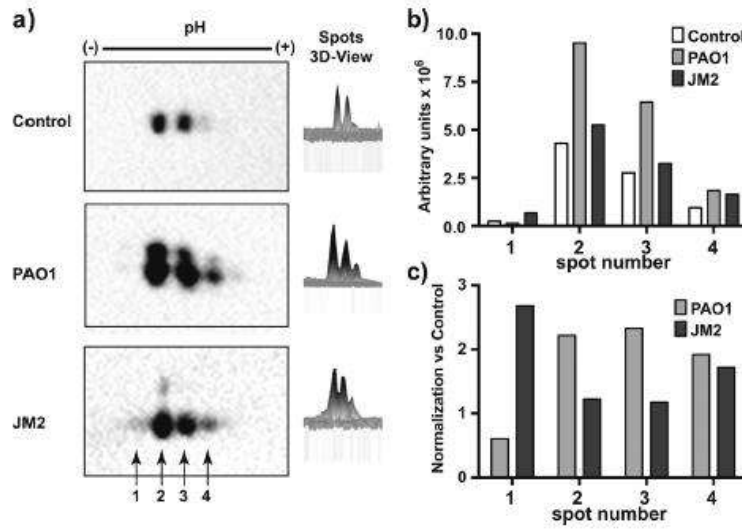 a)
pH
(-) (+)
Spots
3D-View
Control
PAO1
JM2
1 2 3 4
b)
Control
PAO1
JM2
Arbitrary units x 10⁶
10.0
7.5
5.0
2.5
0.0
1 2 3 4
spot number
c)
PAO1
JM2
Normalization vs Control
3
2
1
0
1 2 3 4
spot number